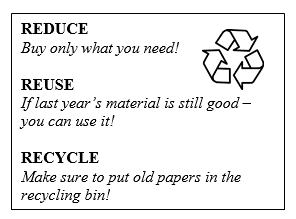 REDUCE
Buy only what you need!
REUSE
If last year's material is still good –
you can use it!
RECYCLE
Make sure to put old papers in the
recycling bin!